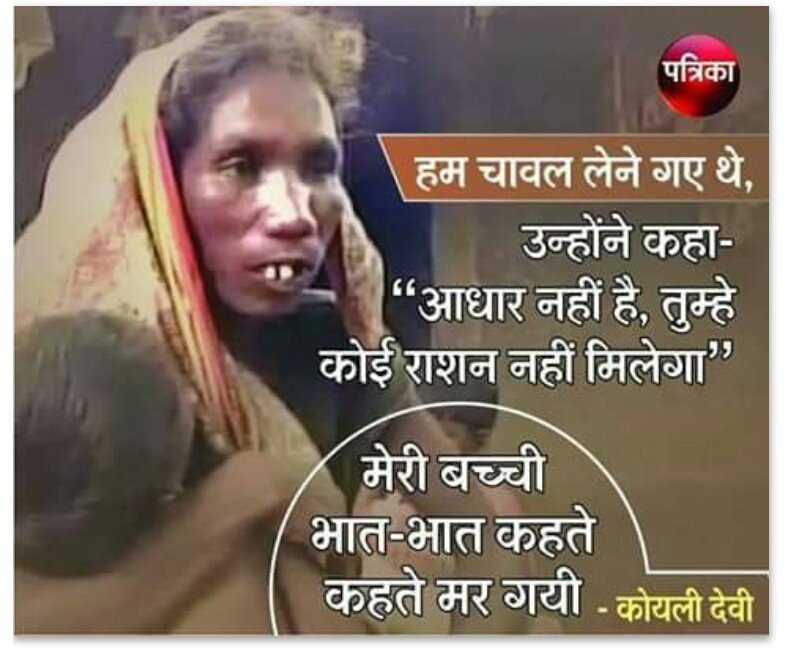 पत्रिका
हम चावल लेने गए थे,
उन्होंने कहा-
“आधार नहीं है, तुम्हे
कोई राशन नहीं मिलेगा”
मेरी बच्ची
भात-भात कहते
कहते मर गयी - कोयली देवी